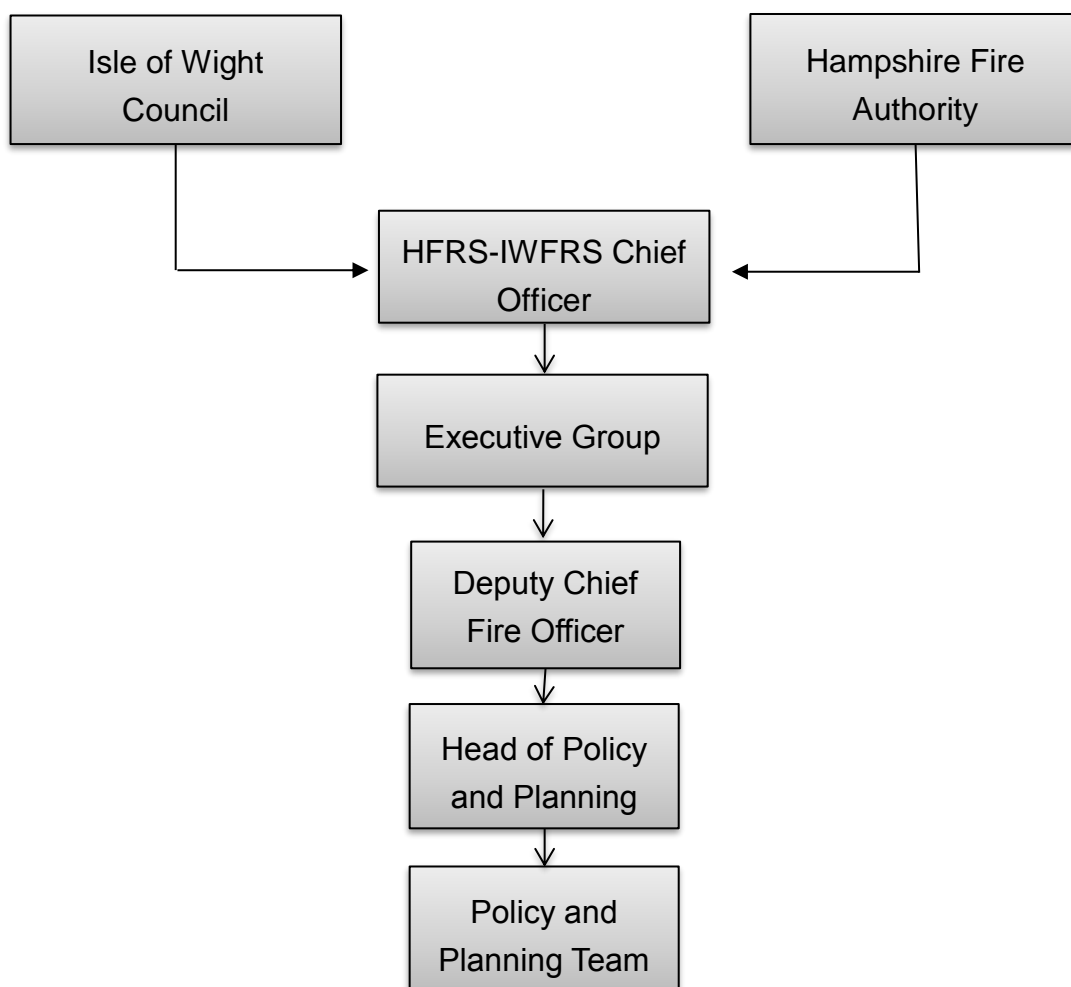 Isle of Wight
Council
Hampshire Fire
Authority
HFRS-IWFRS Chief
Officer
Executive Group
Deputy Chief
Fire Officer
Head of Policy
and Planning
Policy and
Planning Team